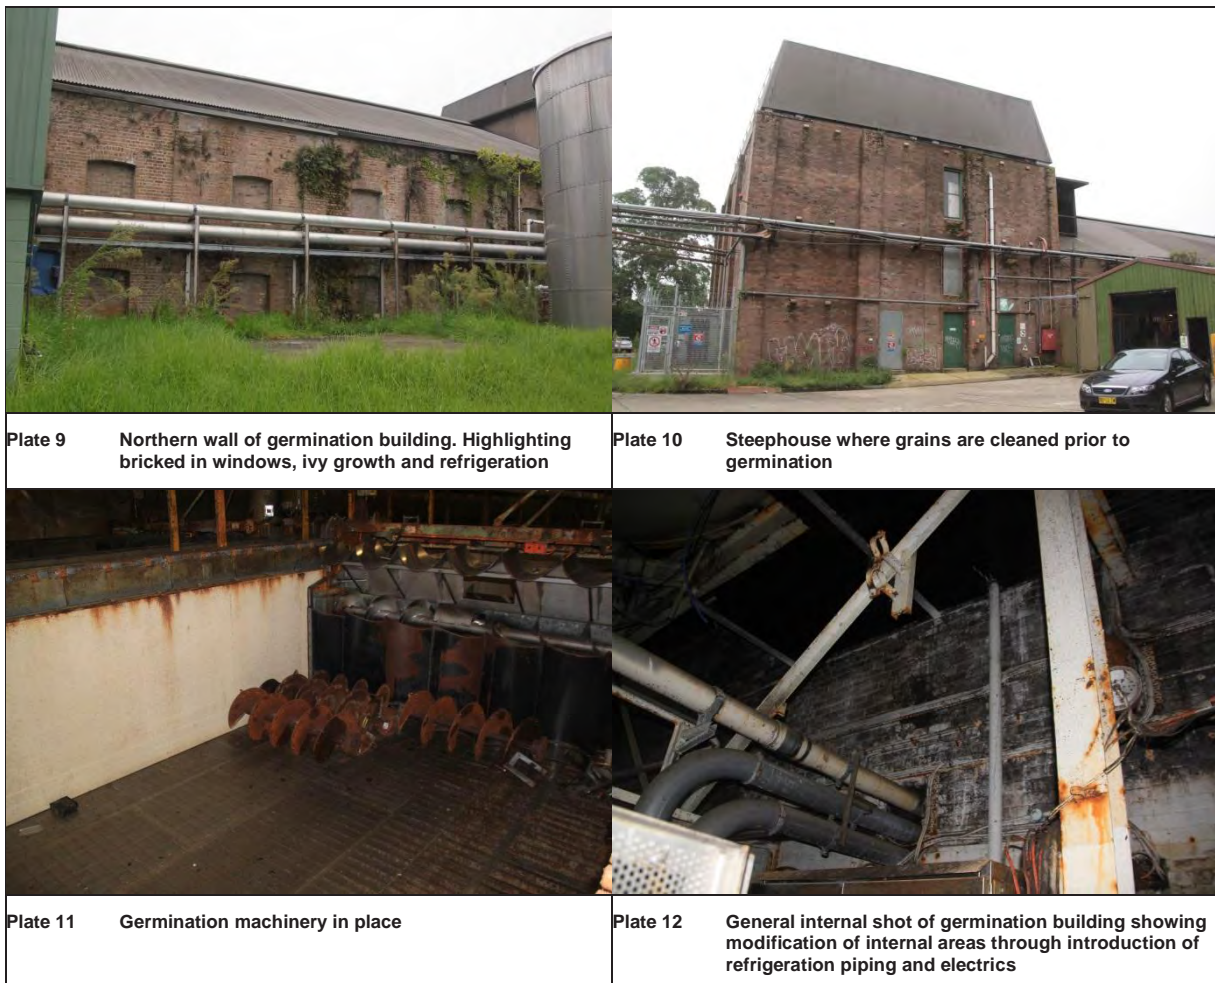 Plate 9 Northern wall of germination building. Highlighting
bricked in windows, ivy growth and refrigeration
Plate 10 Steephouse where grains are cleaned prior to
germination
Plate 11 Germination machinery in place
Plate 12 General internal shot of germination building showing
modification of internal areas through introduction of
refrigeration piping and electrics